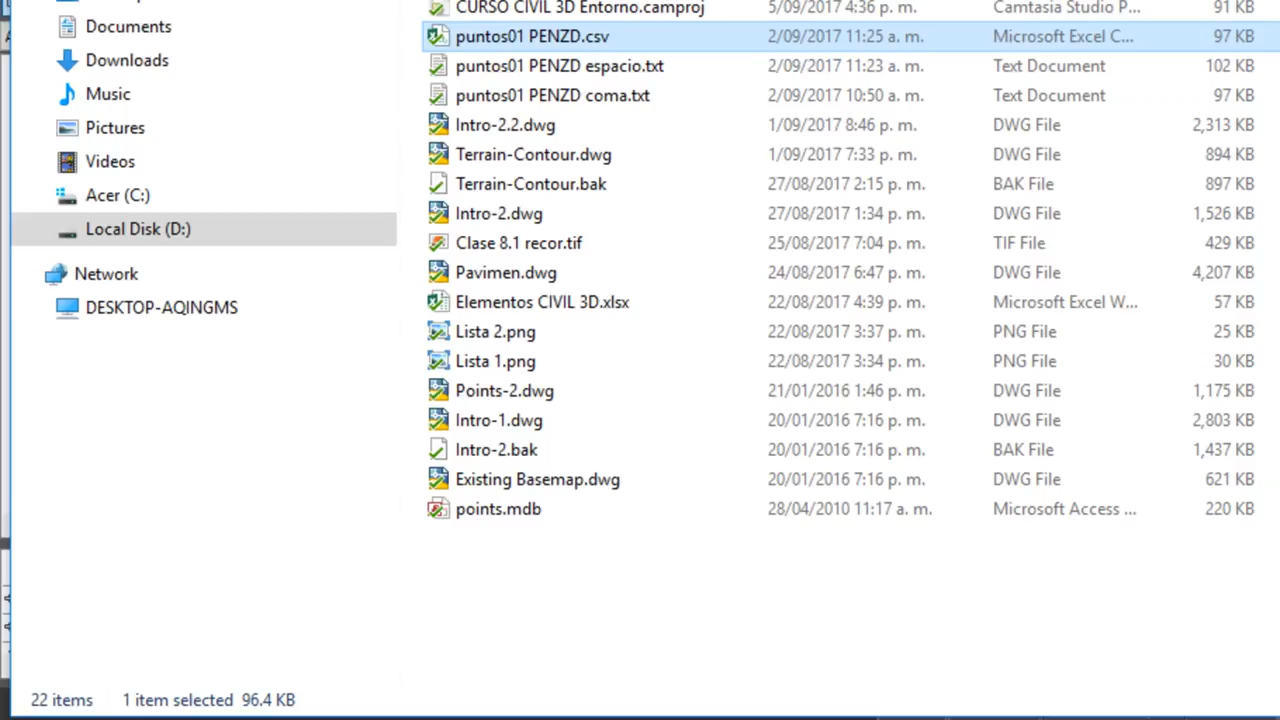 CURSO CIVIL 3D Entorno.camproj 5/09/2017 4:36 p. m. Camtasia Studio P... 91 KB
Documents
puntos01 PENZD.csv 2/09/2017 11:25 a. m. Microsoft Excel C... 97 KB
Downloads
puntos01 PENZD espacio.txt 2/09/2017 11:23 a. m. Text Document 102 KB
Music
puntos01 PENZD coma.txt 2/09/2017 10:50 a. m. Text Document 97 KB
Pictures
Intro-2.2.dwg 1/09/2017 8:46 p. m. DWG File 2,313 KB
Videos
Terrain-Contour.dwg 1/09/2017 7:33 p. m. DWG File 894 KB
Acer (C:)
Terrain-Contour.bak 27/08/2017 2:15 p. m. BAK File 897 KB
Local Disk (D:)
Intro-2.dwg 27/08/2017 1:34 p. m. DWG File 1,526 KB
Clase 8.1 recor.tif 25/08/2017 7:04 p. m. TIF File 429 KB
Network
Pavimen.dwg 24/08/2017 6:47 p. m. DWG File 4,207 KB
DESKTOP-AQINGMS
Elementos CIVIL 3D.xlsx 22/08/2017 4:39 p. m. Microsoft Excel W... 57 KB
Lista 2.png 22/08/2017 3:37 p. m. PNG File 25 KB
Lista 1.png 22/08/2017 3:34 p. m. PNG File 30 KB
Points-2.dwg 21/01/2016 1:46 p. m. DWG File 1,175 KB
Intro-1.dwg 20/01/2016 7:16 p. m. DWG File 2,803 KB
Intro-2.bak 20/01/2016 7:16 p. m. BAK File 1,437 KB
Existing Basemap.dwg 20/01/2016 7:16 p. m. DWG File 621 KB
points.mdb 28/04/2010 11:17 a. m. Microsoft Access ... 220 KB
22 items 1 item selected 96.4 KB